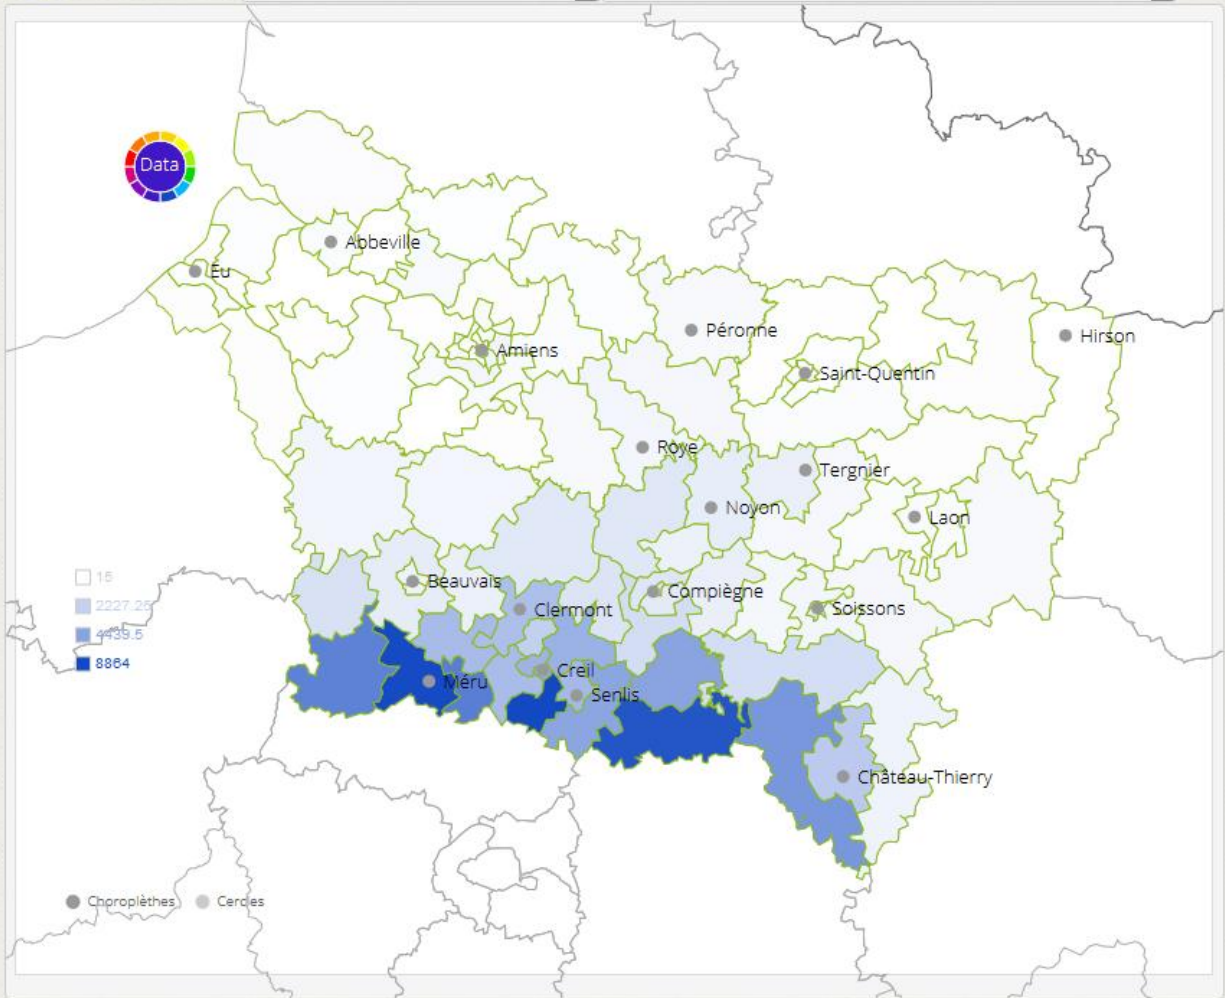 Data
Abbeville
Eu
Péronne
Hirson
Amiens
Saint-Quentin
Roye
Tergnier
Noyon
Laon
15
Beauvais
Compiègne
2227.25
Clermont
Soissons
4439.5
8864
Creil
Méru
Senlis
Château-Thierry
Choroplèthes
Cercles